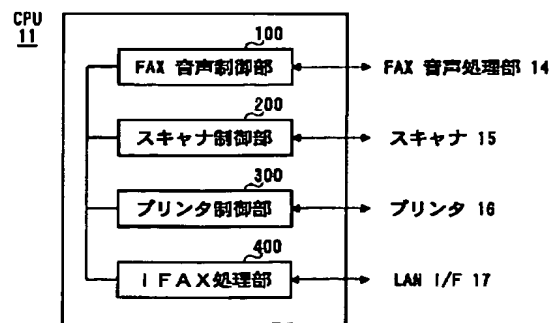 CPU
11
100
FAX 音声制御部
FAX 音声処理部 14
200
スキャナ制御部
スキャナ 15
300
プリンタ制御部
プリンタ 16
400
IFAX処理部
LAN I/F 17